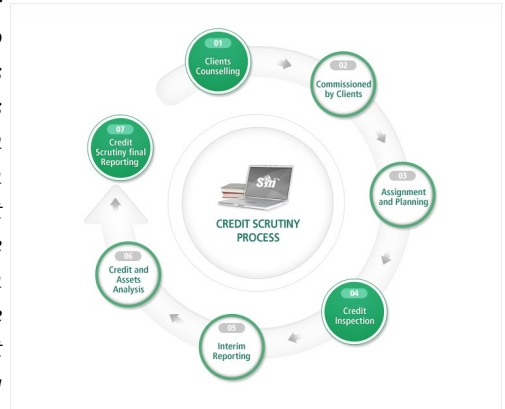 01
Clients
Counselling
02
Commissioned
by Clients
03
Assignment
and Planning
04
Credit
Inspection
05
Interim
Reporting
06
Credit and
Assets
Analysis
07
Credit
Scrutiny final
Reporting
CREDIT SCRUTINY
PROCESS